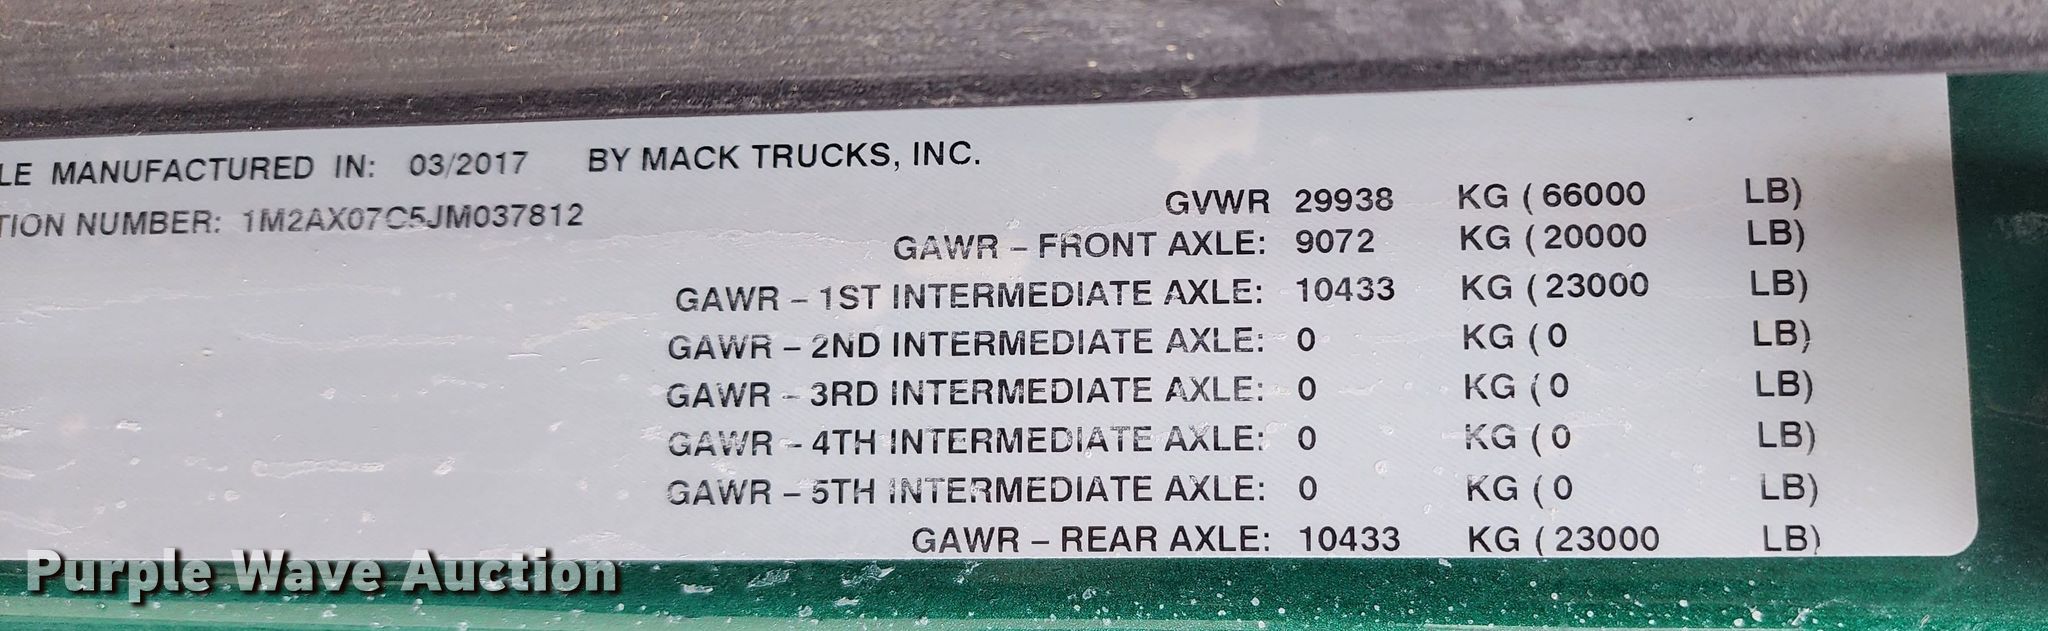 LE MANUFACTURED IN: 03/2017 BY MACK TRUCKS, INC.
TION NUMBER: 1M2AX07C5JM037812
GVWR 29938 KG ( 66000 LB)
GAWR – FRONT AXLE: 9072 KG ( 20000 LB)
GAWR – 1ST INTERMEDIATE AXLE: 10433 KG ( 23000 LB)
GAWR – 2ND INTERMEDIATE AXLE: 0 KG ( 0 LB)
GAWR – 3RD INTERMEDIATE AXLE: 0 KG ( 0 LB)
GAWR – 4TH INTERMEDIATE AXLE: 0 KG ( 0 LB)
GAWR – 5TH INTERMEDIATE AXLE: 0 KG ( 0 LB)
GAWR – REAR AXLE: 10433 KG ( 23000 LB)
Purple Wave Auction